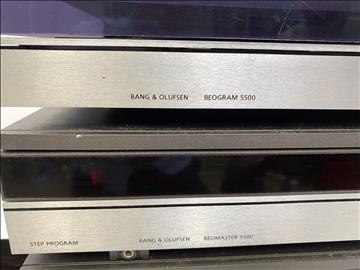 BANG & OLUFSEN BEOGRAM 5500
STEP PROGRAM BANG & OLUFSEN BEOMASTER 5500